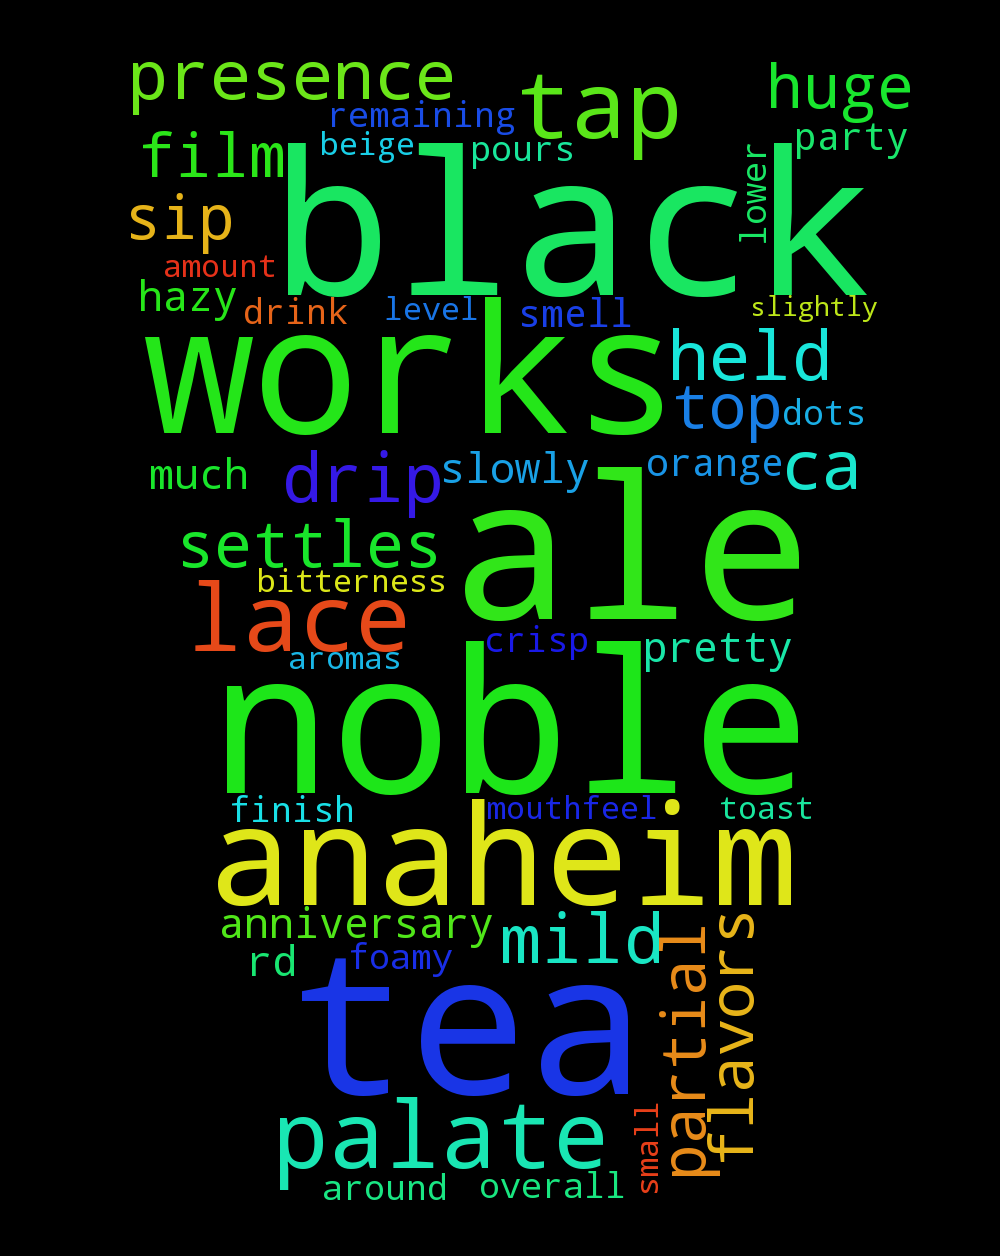 presence
tap
huge
remaining
party
beige
pours
film
black
lower
sip
amount
hazy
drink
level
smell
slightly
works
held
top
dots
much
drip
slowly
orange
ca
settles
ale
bitterness
lace
crisp
pretty
aromas
noble
finish
mouthfeel
toast
anaheim
anniversary
mild
rd
foamy
partial
flavors
tea
palate
small
around
overall